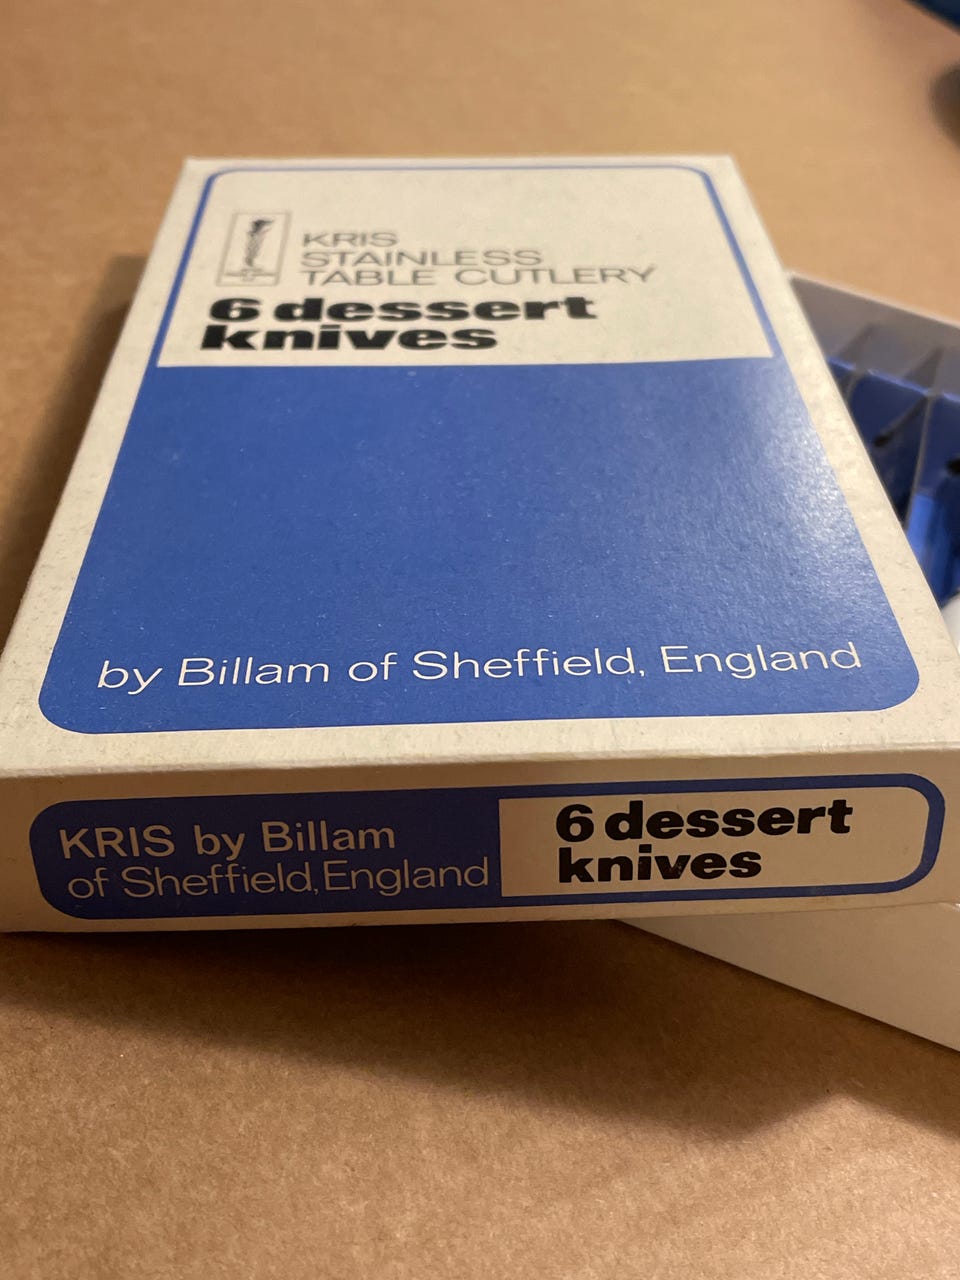 KRIS
STAINLESS
TABLE CUTLERY
6 dessert
knives
by Billam of Sheffield, England
KRIS by Billam
of Sheffield, England
6 dessert
knives